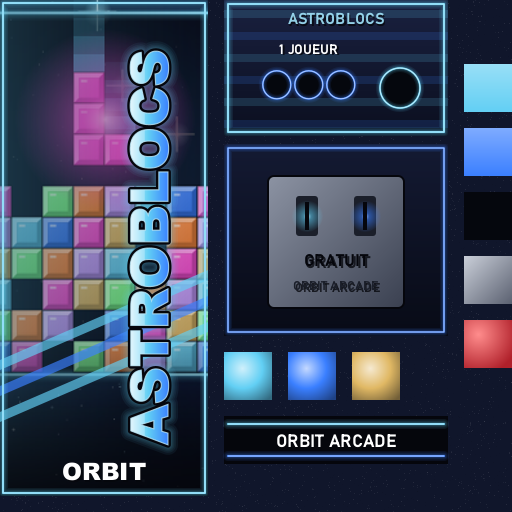 ASTROBLOCS
ORBIT
ASTROBLOCS
1 JOUEUR
GRATUIT
ORBIT ARCADE
ORBIT ARCADE